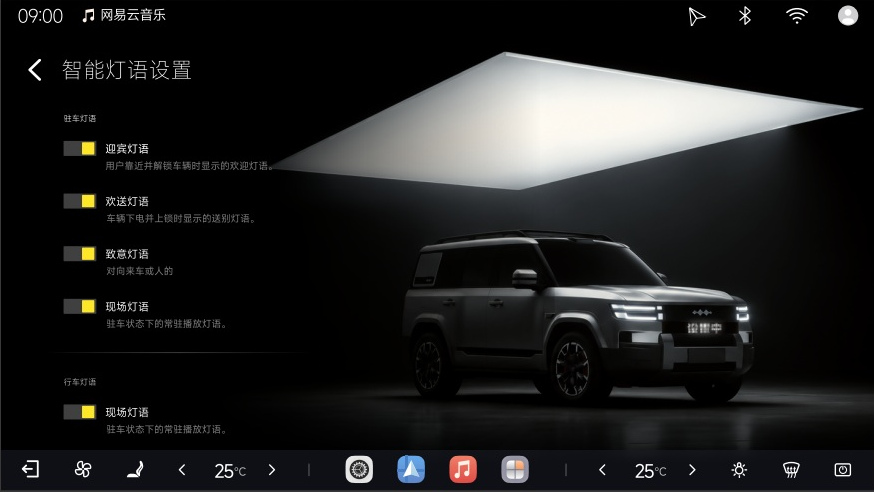 09:00 网易云音乐
智能灯语设置
驻车灯语
迎宾灯语
用户靠近并解锁车辆时显示的欢迎灯语。
欢送灯语
车辆下电并上锁时显示的送别灯语。
致意灯语
对向来车或人的
现场灯语
驻车状态下的常驻播放灯语。
行车灯语
现场灯语
驻车状态下的常驻播放灯语。
25°C
25°C